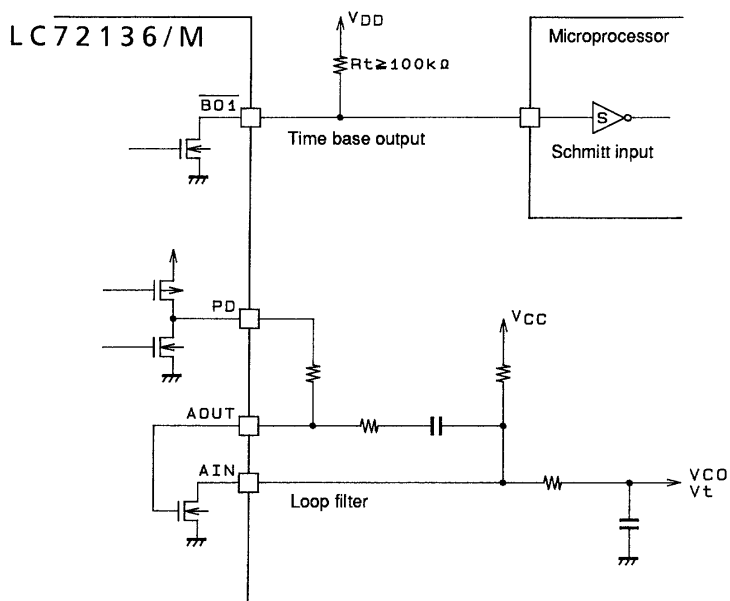 LC72136/M
VDD
Rt≧100kΩ
Microprocessor
BO1
S
Time base output
Schmitt input
PD
VCC
AOUT
AIN
Loop filter
VCO
Vt